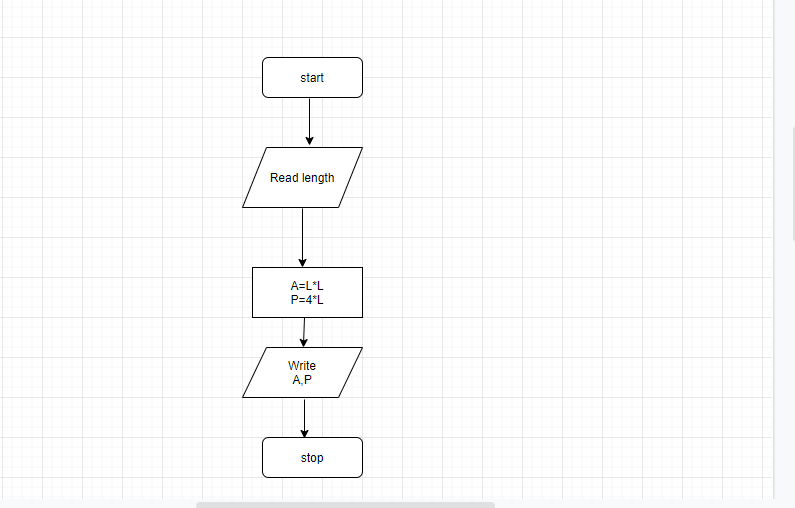 start
Read length
A=L*L
P=4*L
Write
A,P
stop